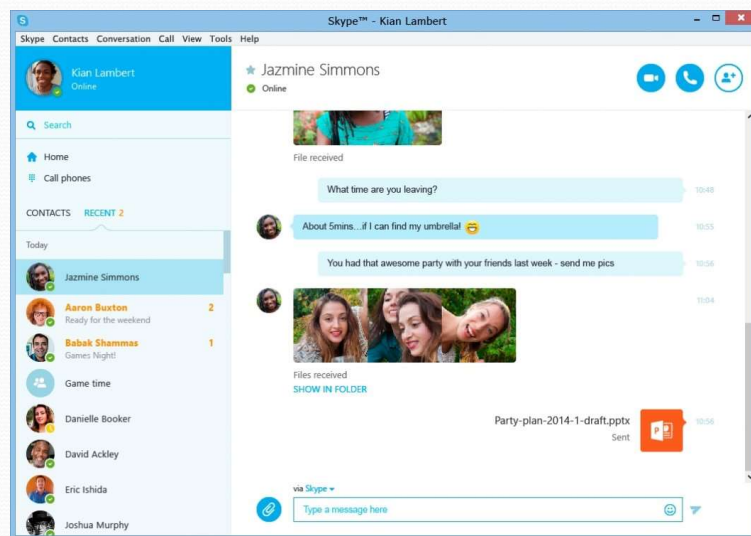 Skype™ - Kian Lambert
Skype Contacts Conversation Call View Tools Help
Kian Lambert
Online
Search
Home
Call phones
CONTACTS RECENT 2
Today
Jazmine Simmons
Aaron Buxton 2
Ready for the weekend
Babak Shammas 1
Games Night!
Game time
Danielle Booker
David Ackley
Eric Ishida
Joshua Murphy
Jazmine Simmons
Online
File received
What time are you leaving? 10:48
About 5mins...if I can find my umbrella! 10:55
You had that awesome party with your friends last week - send me pics 10:56
11:04
Files received
SHOW IN FOLDER
Party-plan-2014-1-draft.pptx 10:56
Sent
via Skype
Type a message here